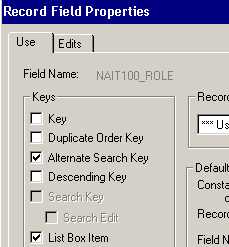 Record Field Properties
Use
Edits
Field Name: NAIT100_ROLE
Keys
Key
Duplicate Order Key
Alternate Search Key
Descending Key
Search Key
Search Edit
List Box Item
Recor
*** Us
Default
Consta
Recor
Field N